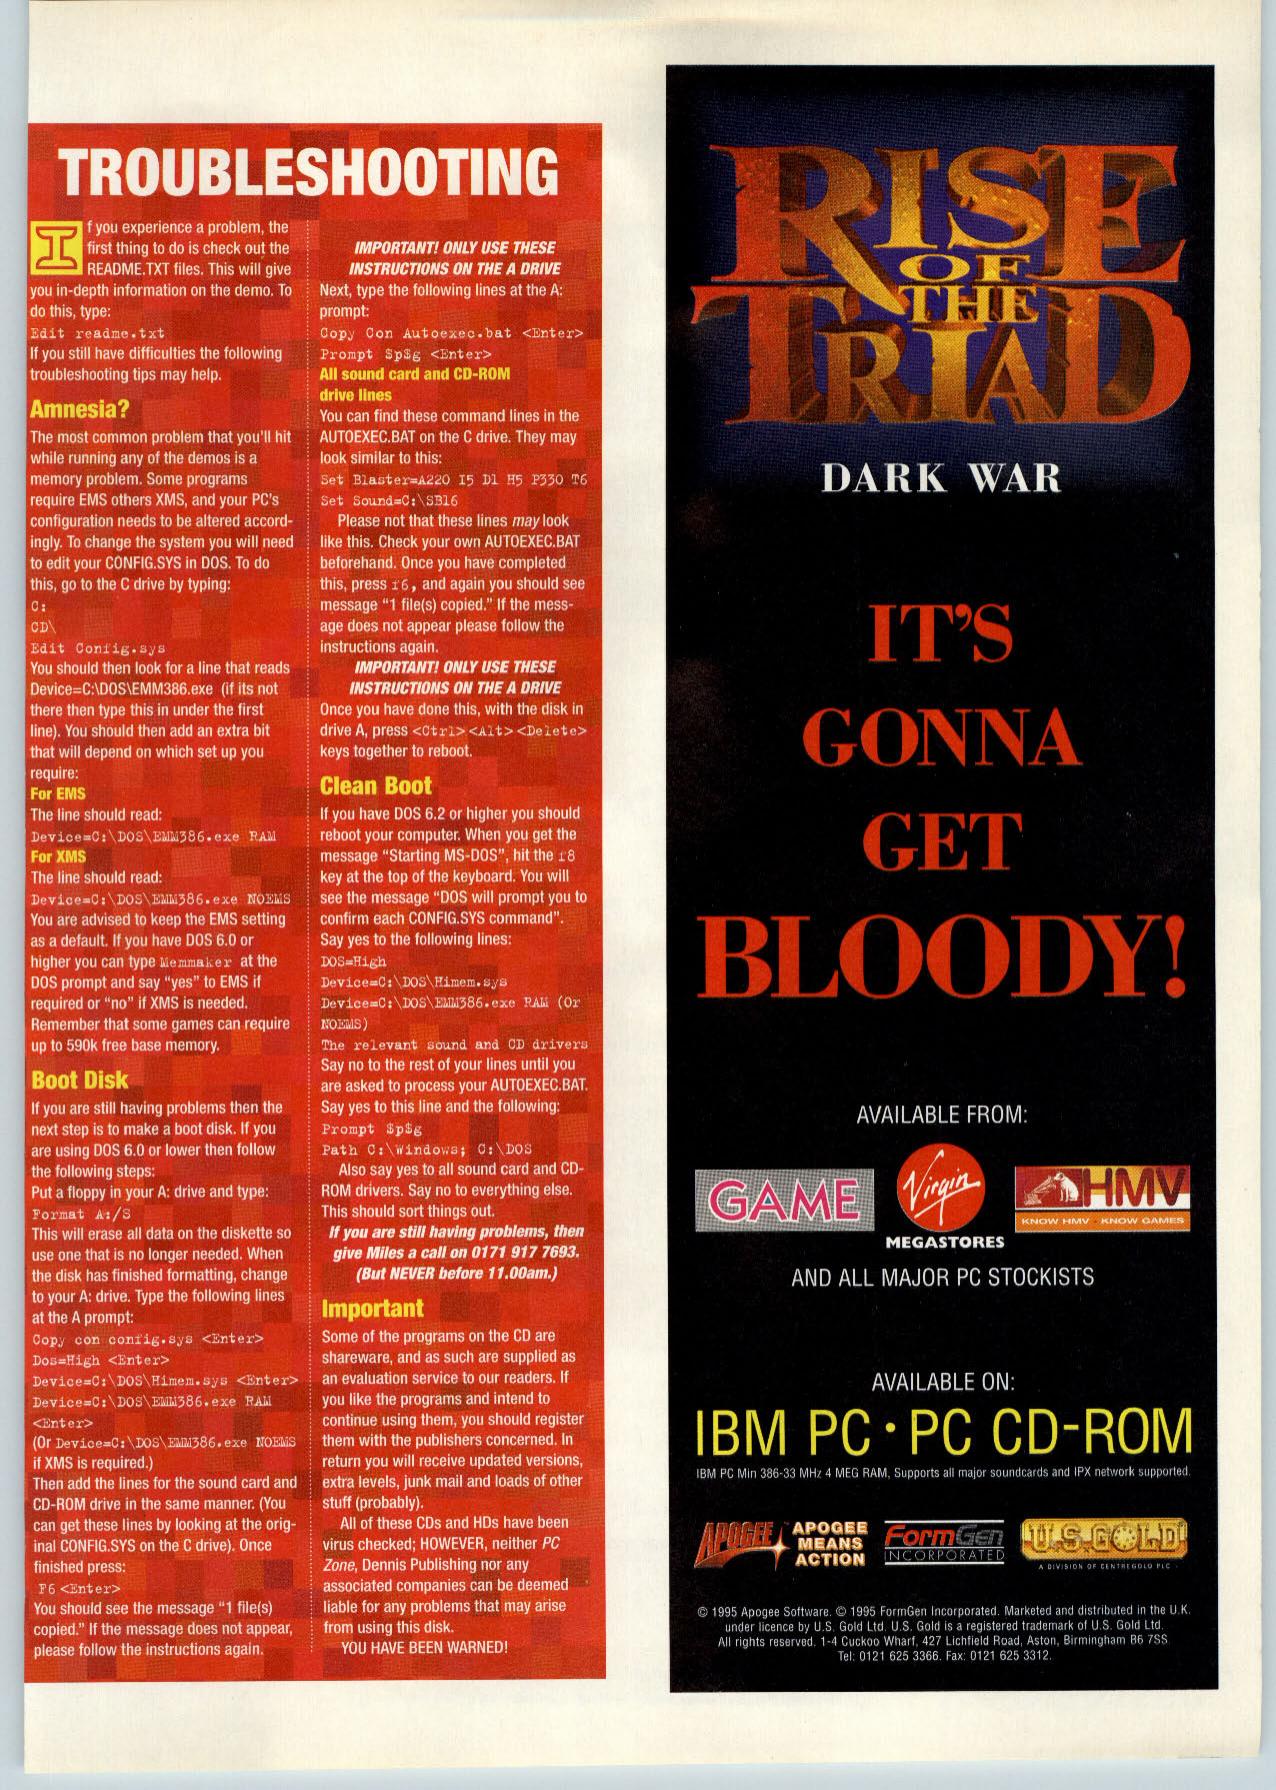 TROUBLESHOOTING
If you experience a problem, the
first thing to do is check out the
README.TXT files. This will give
you in-depth information on the demo. To
do this, type:
Edit readme.txt
If you still have difficulties the following
troubleshooting tips may help.
Amnesia?
The most common problem that you'll hit
while running any of the demos is a
memory problem. Some programs
require EMS others XMS, and your PC's
configuration needs to be altered accord-
ingly. To change the system you will need
to edit your CONFIG.SYS in DOS. To do
this, go to the C drive by typing:
C:
CD\
Edit Config.sys
You should then look for a line that reads
Device=C:\DOS\EMM386.exe (if its not
there then type this in under the first
line). You should then add an extra bit
that will depend on which set up you
require:
For EMS
The line should read:
Device=C:\DOS\EMM386.exe RAM
For XMS
The line should read:
Device=C:\DOS\EMM386.exe NOEMS
You are advised to keep the EMS setting
as a default. If you have DOS 6.0 or
higher you can type Memmaker at the
DOS prompt and say "yes" to EMS if
required or "no" if XMS is needed.
Remember that some games can require
up to 590k free base memory.
Boot Disk
If you are still having problems then the
next step is to make a boot disk. If you
are using DOS 6.0 or lower then follow
the following steps:
Put a floppy in your A: drive and type:
Format A:/S
This will erase all data on the diskette so
use one that is no longer needed. When
the disk has finished formatting, change
to your A: drive. Type the following lines
at the A prompt:
Copy con config.sys <Enter>
Dos=High <Enter>
Device=C:\DOS\Himem.sys <Enter>
Device=C:\DOS\EMM386.exe RAM
<Enter>
(Or Device=C:\DOS\EMM386.exe NOEMS
if XMS is required.)
Then add the lines for the sound card and
CD-ROM drive in the same manner. (You
can get these lines by looking at the orig-
inal CONFIG.SYS on the C drive). Once
finished press:
F6 <Enter>
You should see the message "1 file(s)
copied." If the message does not appear,
please follow the instructions again.
IMPORTANT! ONLY USE THESE
INSTRUCTIONS ON THE A DRIVE
Next, type the following lines at the A:
prompt:
Copy Con Autoexec.bat <Enter>
Prompt $p$g <Enter>
All sound card and CD-ROM
drive lines
You can find these command lines in the
AUTOEXEC.BAT on the C drive. They may
look similar to this:
Set Blaster=A220 I5 D1 H5 P330 T6
Set Sound=C:\SB16
Please not that these lines may look
like this. Check your own AUTOEXEC.BAT
beforehand. Once you have completed
this, press f6, and again you should see
message "1 file(s) copied." If the mess-
age does not appear please follow the
instructions again.
IMPORTANT! ONLY USE THESE
INSTRUCTIONS ON THE A DRIVE
Once you have done this, with the disk in
drive A, press <Ctrl><Alt><Delete>
keys together to reboot.
Clean Boot
If you have DOS 6.2 or higher you should
reboot your computer. When you get the
message "Starting MS-DOS", hit the f8
key at the top of the keyboard. You will
see the message "DOS will prompt you to
confirm each CONFIG.SYS command".
Say yes to the following lines:
DOS=High
Device=C:\DOS\Himem.sys
Device=C:\DOS\EMM386.exe RAM (Or
NOEMS)
The relevant sound and CD drivers
Say no to the rest of your lines until you
are asked to process your AUTOEXEC.BAT.
Say yes to this line and the following:
Prompt $p$g
Path C:\Windows; C:\DOS
Also say yes to all sound card and CD-
ROM drivers. Say no to everything else.
This should sort things out.
If you are still having problems, then
give Miles a call on 0171 917 7693.
(But NEVER before 11.00am.)
Important
Some of the programs on the CD are
shareware, and as such are supplied as
an evaluation service to our readers. If
you like the programs and intend to
continue using them, you should register
them with the publishers concerned. In
return you will receive updated versions,
extra levels, junk mail and loads of other
stuff (probably).
All of these CDs and HDs have been
virus checked; HOWEVER, neither PC
Zone, Dennis Publishing nor any
associated companies can be deemed
liable for any problems that may arise
from using this disk.
YOU HAVE BEEN WARNED!
RISE
OF
THE
TRIAD
DARK WAR
IT'S
GONNA
GET
BLOODY!
AVAILABLE FROM:
GAME
Virgin
MEGASTORES
HMV
KNOW HMV · KNOW GAMES
AND ALL MAJOR PC STOCKISTS
AVAILABLE ON:
IBM PC • PC CD-ROM
IBM PC Min 386-33 MHz 4 MEG RAM, Supports all major soundcards and IPX network supported.
APOGEE
APOGEE
MEANS
ACTION
FormGen
INCORPORATED
U.S. GOLD
A DIVISION OF CENTREGOLD PLC
© 1995 Apogee Software. © 1995 FormGen Incorporated. Marketed and distributed in the U.K.
under licence by U.S. Gold Ltd. U.S. Gold is a registered trademark of U.S. Gold Ltd.
All rights reserved. 1-4 Cuckoo Wharf, 427 Lichfield Road, Aston, Birmingham B6 7SS
Tel: 0121 625 3366. Fax: 0121 625 3312.